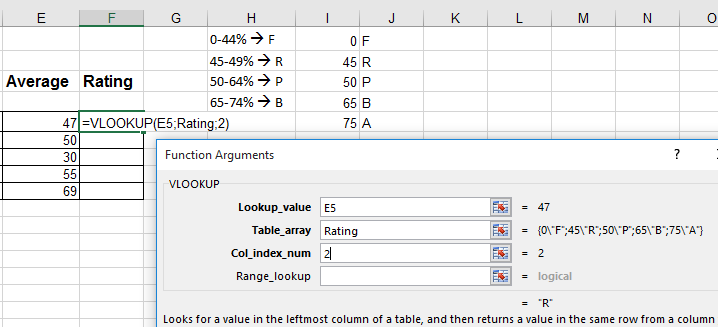 E F G H I J K L M N O
0-44% → F 0 F
45-49% → R 45 R
Average Rating 50-64% → P 50 P
65-74% → B 65 B
47 =VLOOKUP(E5;Rating;2) 75 A
50
30
55
69
Function Arguments ?
VLOOKUP
Lookup_value E5 = 47
Table_array Rating = {0\"F";45\"R";50\"P";65\"B";75\"A"}
Col_index_num 2 = 2
Range_lookup = logical
= "R"
Looks for a value in the leftmost column of a table, and then returns a value in the same row from a column